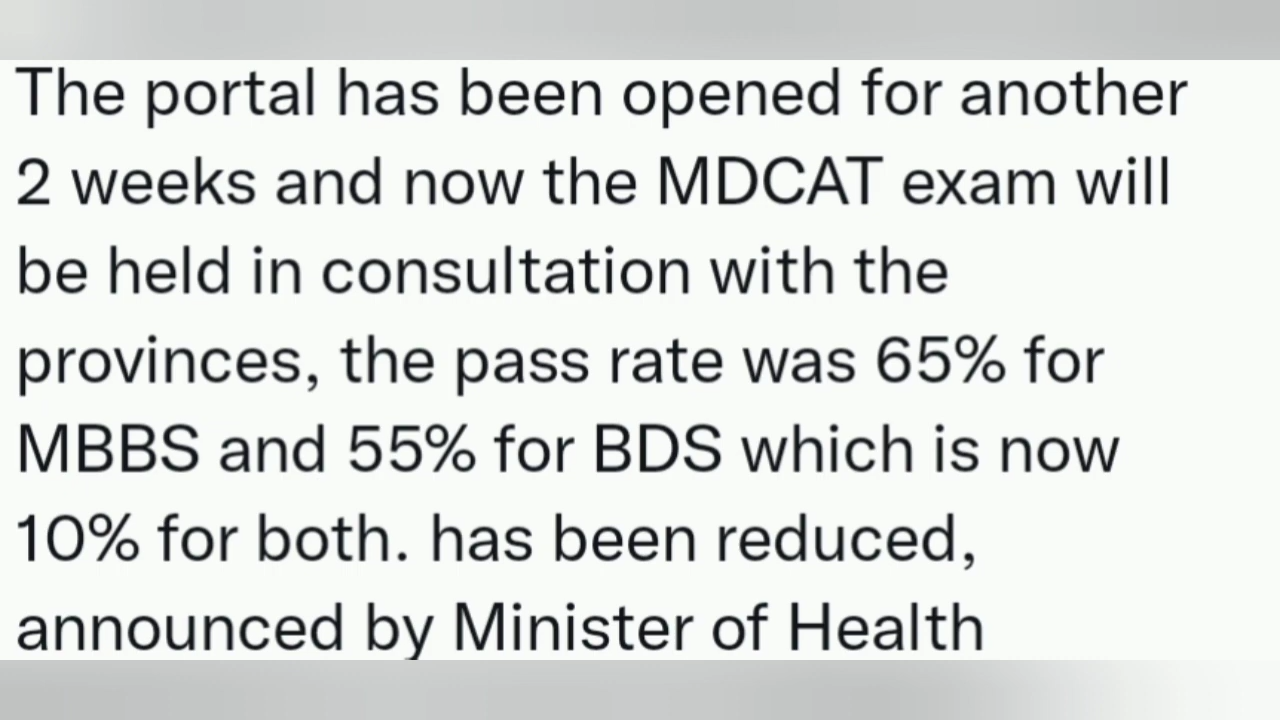 The portal has been opened for another
2 weeks and now the MDCAT exam will
be held in consultation with the
provinces, the pass rate was 65% for
MBBS and 55% for BDS which is now
10% for both. has been reduced,
announced by Minister of Health